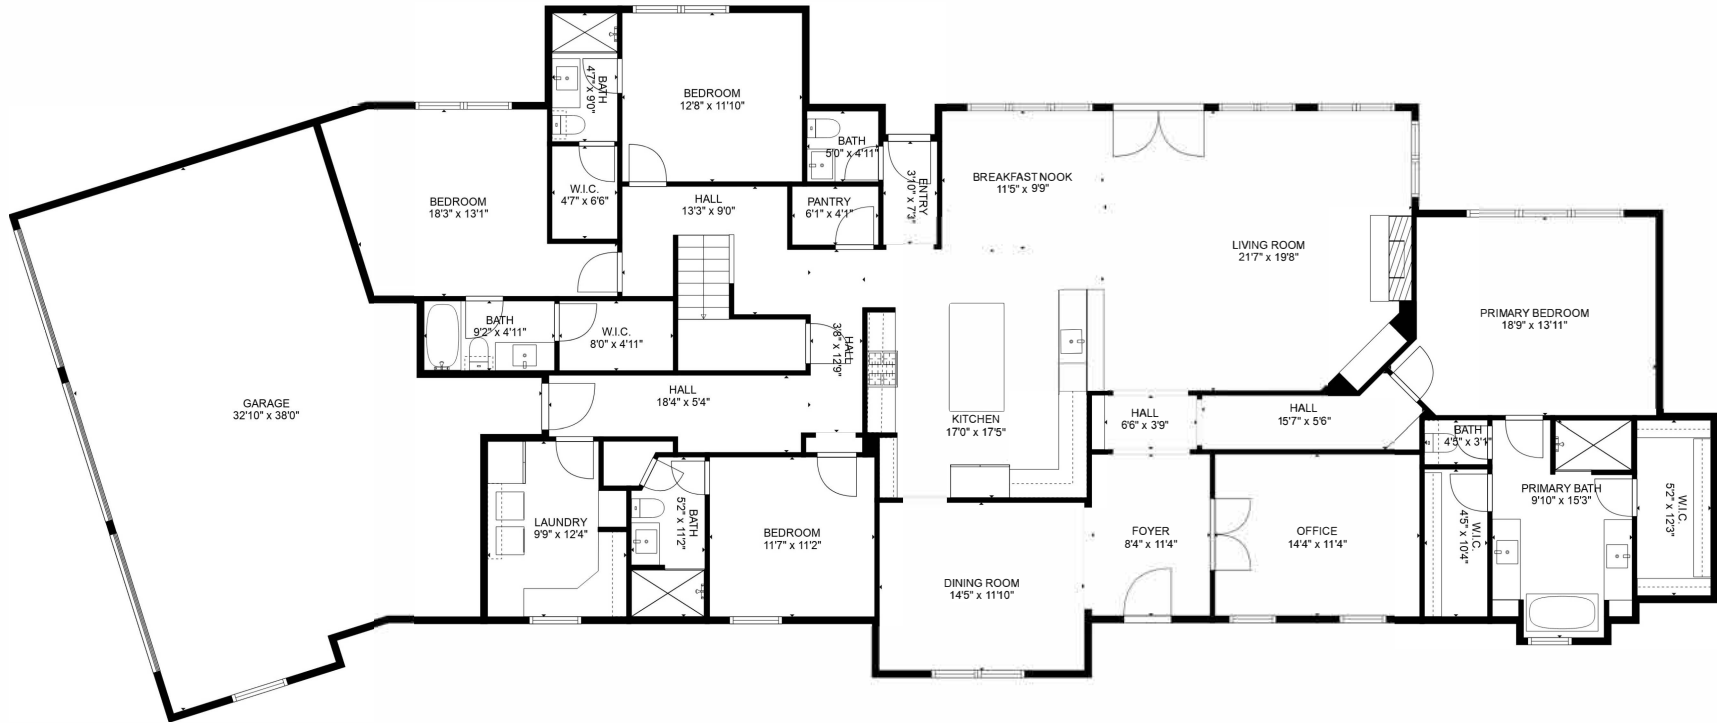 BATH
4'7" x 9'0"
BEDROOM
12'8" x 11'10"
BATH
5'0" x 4'11"
ENTRY
3'10" x 7'3"
BREAKFAST NOOK
11'5" x 9'9"
BEDROOM
18'3" x 13'1"
W.I.C.
4'7" x 6'6"
HALL
13'3" x 9'0"
PANTRY
6'1" x 4'1"
LIVING ROOM
21'7" x 19'8"
PRIMARY BEDROOM
18'9" x 13'11"
BATH
9'2" x 4'11"
W.I.C.
8'0" x 4'11"
HALL
3'8" x 12'9"
GARAGE
32'10" x 38'0"
HALL
18'4" x 5'4"
KITCHEN
17'0" x 17'5"
HALL
6'6" x 3'9"
HALL
15'7" x 5'6"
BATH
4'5" x 3'1"
LAUNDRY
9'9" x 12'4"
BATH
5'2" x 11'2"
BEDROOM
11'7" x 11'2"
DINING ROOM
14'5" x 11'10"
FOYER
8'4" x 11'4"
OFFICE
14'4" x 11'4"
W.I.C.
4'5" x 10'4"
PRIMARY BATH
9'10" x 15'3"
W.I.C.
5'2" x 12'3"